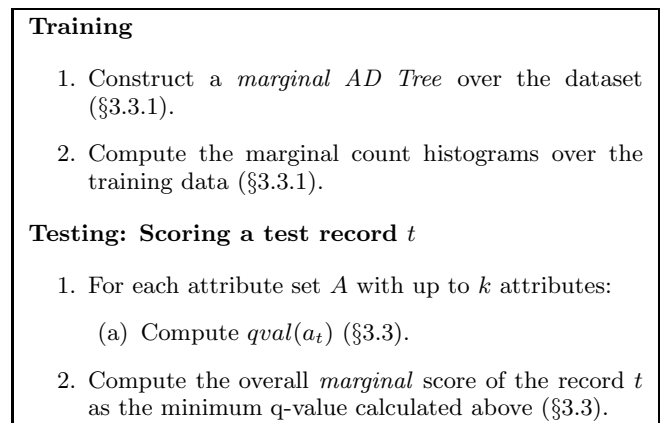 Training
1. Construct a marginal AD Tree over the dataset
(§3.3.1).
2. Compute the marginal count histograms over the
training data (§3.3.1).
Testing: Scoring a test record t
1. For each attribute set A with up to k attributes:
(a) Compute qval(aₜ) (§3.3).
2. Compute the overall marginal score of the record t
as the minimum q-value calculated above (§3.3).